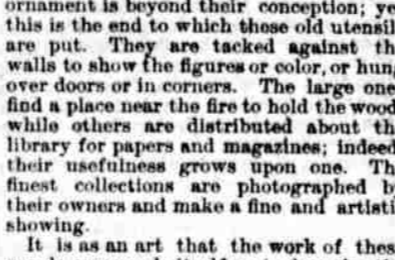 ornament is beyond their conception; ye
this is the end to which those old utensil
are put. They are tacked against th
walls to show the figures or color, or hung
over doors or in corners. The large one
find a place near the fire to hold the wood
while others are distributed about th
library for papers and magazines; indeed
their usefulness grows upon one. Th
finest collections are photographed b
their owners and make a fine and artisti
showing.
It is as an art that the work of thes